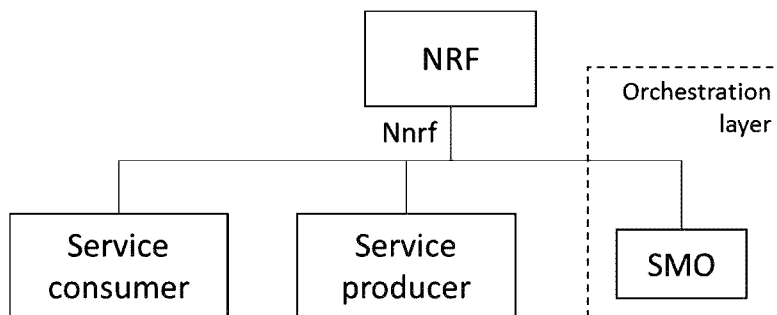 NRF
Orchestration
layer
Nnrf
Service
consumer
Service
producer
SMO